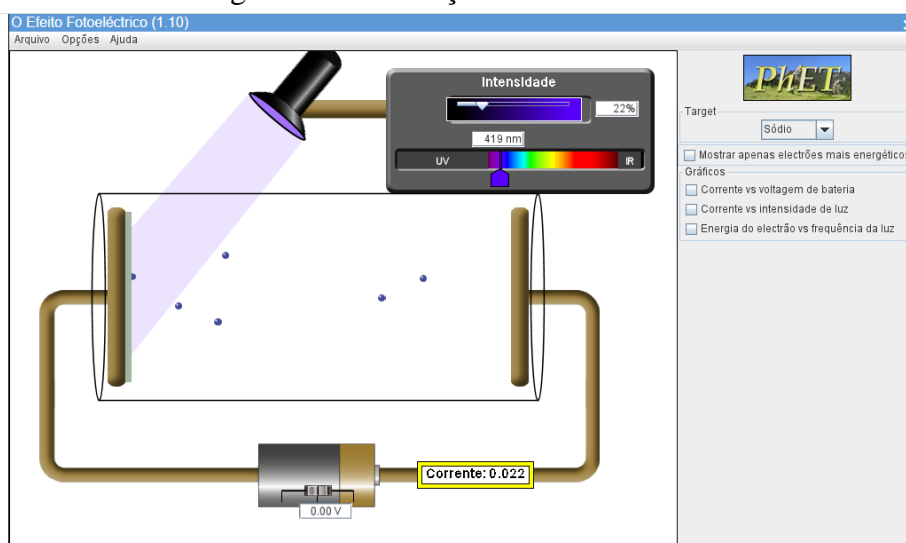 O Efeito Fotoeléctrico (1.10)
Arquivo Opções Ajuda
Intensidade
22%
419 nm
UV
IR
PhET
Target
Sódio
Mostrar apenas electrões mais energéticos
Gráficos
Corrente vs voltagem de bateria
Corrente vs intensidade de luz
Energia do electrão vs frequência da luz
Corrente: 0.022
0.00 V